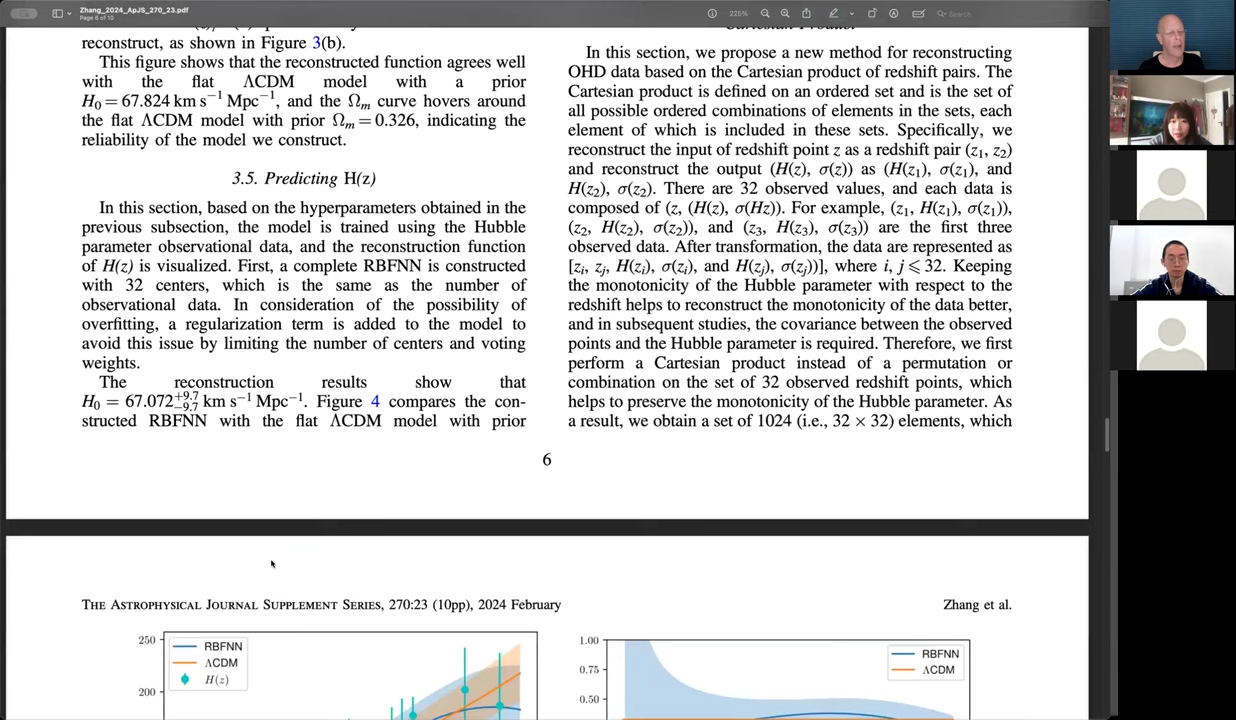 Zhang_2024_ApJS_270_23.pdf
Page 6 of 10
225%
Search
reconstruct, as shown in Figure 3(b).
This figure shows that the reconstructed function agrees well
with the flat ΛCDM model with a prior
H₀ = 67.824 km s⁻¹ Mpc⁻¹, and the Ωₘ curve hovers around
the flat ΛCDM model with prior Ωₘ = 0.326, indicating the
reliability of the model we construct.
3.5. Predicting H(z)
In this section, based on the hyperparameters obtained in the
previous subsection, the model is trained using the Hubble
parameter observational data, and the reconstruction function
of H(z) is visualized. First, a complete RBFNN is constructed
with 32 centers, which is the same as the number of
observational data. In consideration of the possibility of
overfitting, a regularization term is added to the model to
avoid this issue by limiting the number of centers and voting
weights.
The reconstruction results show that
H₀ = 67.072+9.7−9.7 km s⁻¹ Mpc⁻¹. Figure 4 compares the con-
structed RBFNN with the flat ΛCDM model with prior
In this section, we propose a new method for reconstructing
OHD data based on the Cartesian product of redshift pairs. The
Cartesian product is defined on an ordered set and is the set of
all possible ordered combinations of elements in the sets, each
element of which is included in these sets. Specifically, we
reconstruct the input of redshift point z as a redshift pair (z₁, z₂)
and reconstruct the output (H(z), σ(z)) as (H(z₁), σ(z₁), and
H(z₂), σ(z₂). There are 32 observed values, and each data is
composed of (z, (H(z), σ(Hz)). For example, (z₁, H(z₁), σ(z₁)),
(z₂, H(z₂), σ(z₂)), and (z₃, H(z₃), σ(z₃)) are the first three
observed data. After transformation, the data are represented as
[zᵢ, zⱼ, H(zᵢ), σ(zᵢ), and H(zⱼ), σ(zⱼ))], where i, j ⩽ 32. Keeping
the monotonicity of the Hubble parameter with respect to the
redshift helps to reconstruct the monotonicity of the data better,
and in subsequent studies, the covariance between the observed
points and the Hubble parameter is required. Therefore, we first
perform a Cartesian product instead of a permutation or
combination on the set of 32 observed redshift points, which
helps to preserve the monotonicity of the Hubble parameter. As
a result, we obtain a set of 1024 (i.e., 32 × 32) elements, which
6
THE ASTROPHYSICAL JOURNAL SUPPLEMENT SERIES, 270:23 (10pp), 2024 February
Zhang et al.
250
200
RBFNN
ΛCDM
H(z)
1.00
0.75
0.50
RBFNN
ΛCDM